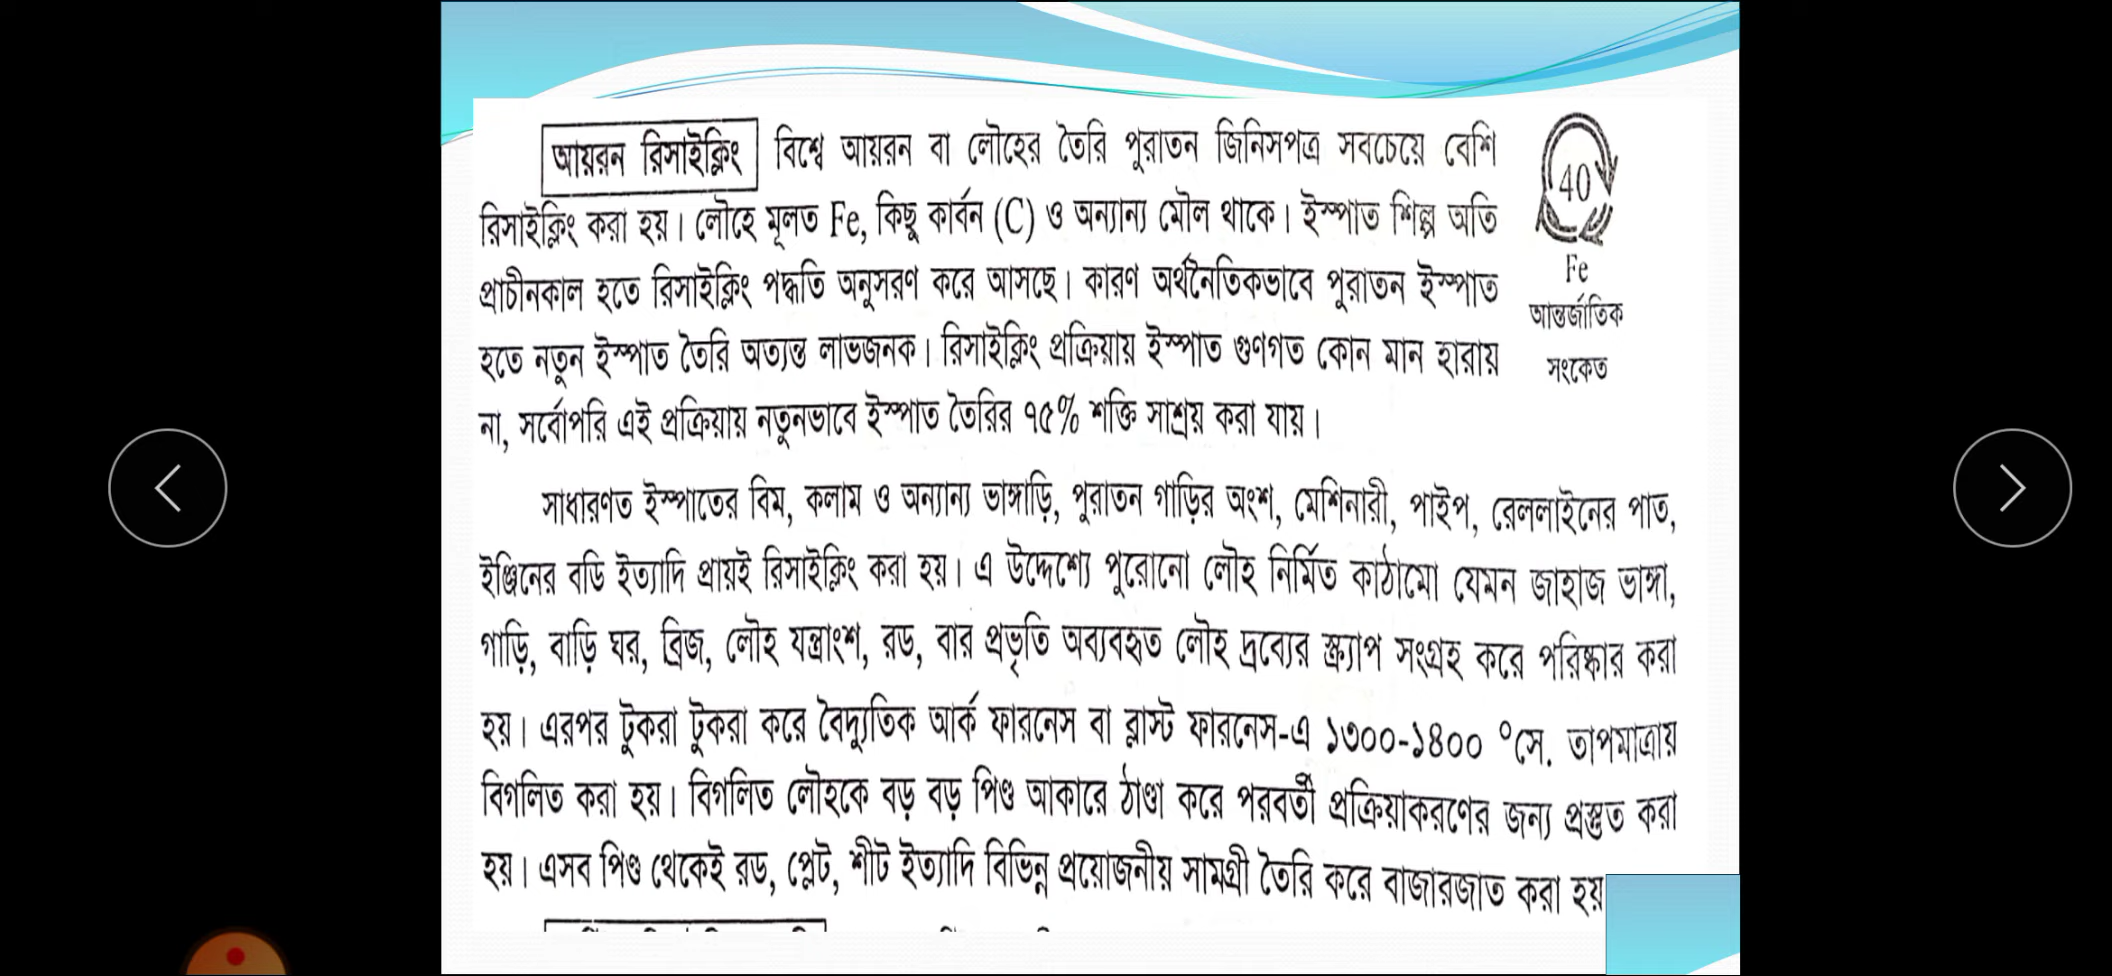 আয়রন রিসাইক্লিং বিশ্বে আয়রন বা লৌহের তৈরি পুরাতন জিনিসপত্র সবচেয়ে বেশি
রিসাইক্লিং করা হয়। লৌহে মূলত Fe, কিছু কার্বন (C) ও অন্যান্য মৌল থাকে। ইস্পাত শিল্প অতি
প্রাচীনকাল হতে রিসাইক্লিং পদ্ধতি অনুসরণ করে আসছে। কারণ অর্থনৈতিকভাবে পুরাতন ইস্পাত
হতে নতুন ইস্পাত তৈরি অত্যন্ত লাভজনক। রিসাইক্লিং প্রক্রিয়ায় ইস্পাত গুণগত কোন মান হারায়
না, সর্বোপরি এই প্রক্রিয়ায় নতুনভাবে ইস্পাত তৈরির ৭৫% শক্তি সাশ্রয় করা যায়।
40
Fe
আন্তর্জাতিক
সংকেত
সাধারণত ইস্পাতের বিম, কলাম ও অন্যান্য ভাঙ্গাড়ি, পুরাতন গাড়ির অংশ, মেশিনারী, পাইপ, রেললাইনের পাত,
ইঞ্জিনের বডি ইত্যাদি প্রায়ই রিসাইক্লিং করা হয়। এ উদ্দেশ্যে পুরোনো লৌহ নির্মিত কাঠামো যেমন জাহাজ ভাঙ্গা,
গাড়ি, বাড়ি ঘর, ব্রিজ, লৌহ যন্ত্রাংশ, রড, বার প্রভৃতি অব্যবহৃত লৌহ দ্রব্যের স্ক্র্যাপ সংগ্রহ করে পরিষ্কার করা
হয়। এরপর টুকরা টুকরা করে বৈদ্যুতিক আর্ক ফারনেস বা ব্লাস্ট ফারনেস-এ ১৩০০-১৪০০ °সে. তাপমাত্রায়
বিগলিত করা হয়। বিগলিত লৌহকে বড় বড় পিণ্ড আকারে ঠাণ্ডা করে পরবর্তী প্রক্রিয়াকরণের জন্য প্রস্তুত করা
হয়। এসব পিণ্ড থেকেই রড, প্লেট, শীট ইত্যাদি বিভিন্ন প্রয়োজনীয় সামগ্রী তৈরি করে বাজারজাত করা হয়